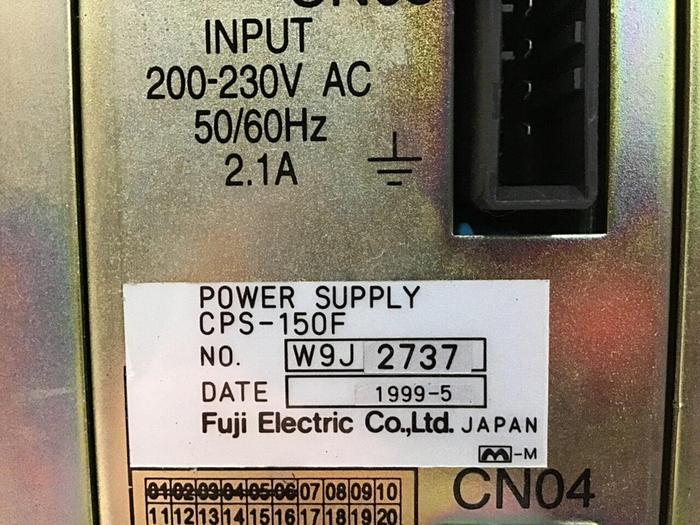 INPUT
200-230V AC
50/60Hz
2.1A
POWER SUPPLY
CPS-150F
NO. W9J 2737
DATE 1999-5
Fuji Electric Co.,Ltd. JAPAN
-M
01 02 03 04 05 06 07 08 09 10
CN04
11 12 13 14 15 16 17 18 19 20